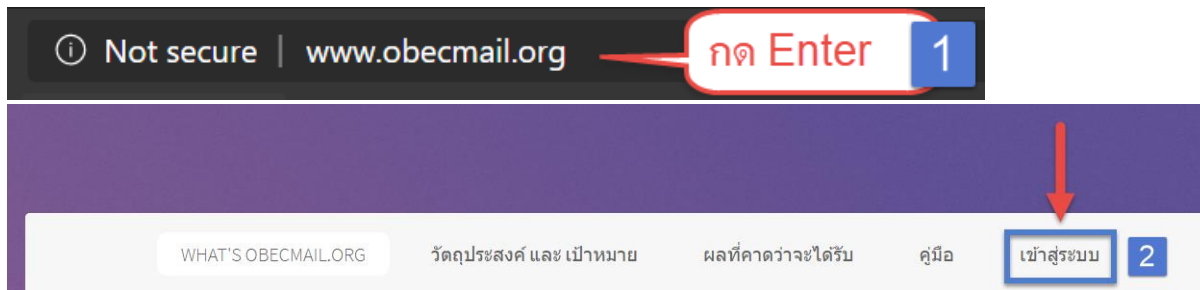 Not secure | www.obecmail.org กด Enter 1
WHAT'S OBECMAIL.ORG วัตถุประสงค์ และ เป้าหมาย ผลที่คาดว่าจะได้รับ คู่มือ เข้าสู่ระบบ 2